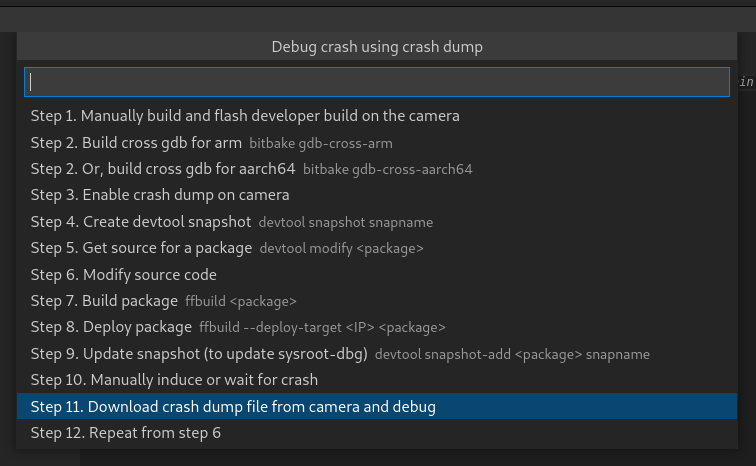 Debug crash using crash dump
in
Step 1. Manually build and flash developer build on the camera
Step 2. Build cross gdb for arm bitbake gdb-cross-arm
Step 2. Or, build cross gdb for aarch64 bitbake gdb-cross-aarch64
Step 3. Enable crash dump on camera
Step 4. Create devtool snapshot devtool snapshot snapname
Step 5. Get source for a package devtool modify <package>
Step 6. Modify source code
Step 7. Build package ffbuild <package>
Step 8. Deploy package ffbuild --deploy-target <IP> <package>
Step 9. Update snapshot (to update sysroot-dbg) devtool snapshot-add <package> snapname
Step 10. Manually induce or wait for crash
Step 11. Download crash dump file from camera and debug
Step 12. Repeat from step 6